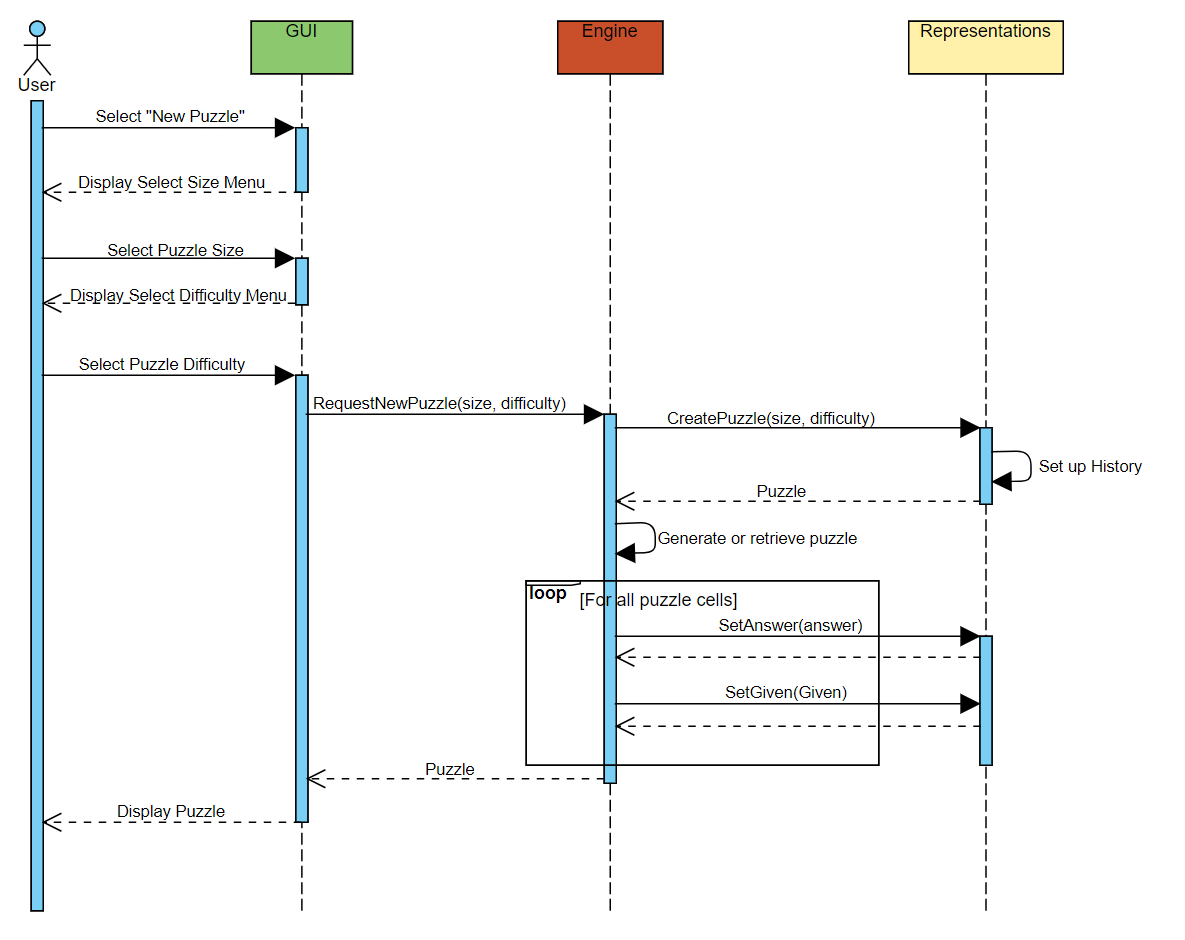 GUI
Engine
Representations
User
Select "New Puzzle"
Display Select Size Menu
Select Puzzle Size
Display Select Difficulty Menu
Select Puzzle Difficulty
RequestNewPuzzle(size, difficulty)
CreatePuzzle(size, difficulty)
Set up History
Puzzle
Generate or retrieve puzzle
loop [For all puzzle cells]
SetAnswer(answer)
SetGiven(Given)
Puzzle
Display Puzzle